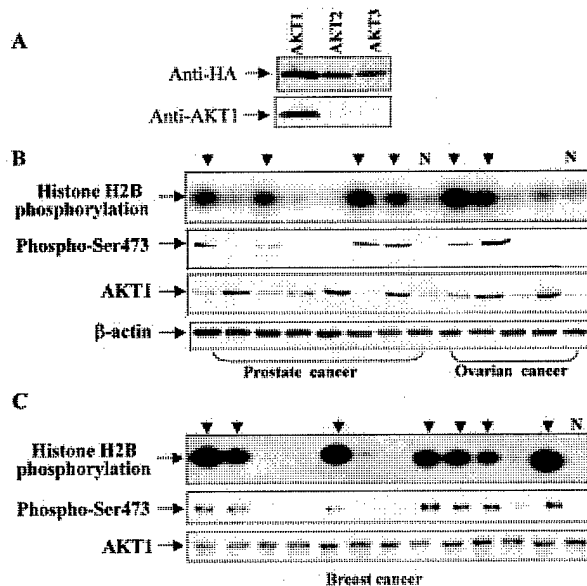 A
AKT1 AKT2 AKT3
Anti-HA
Anti-AKT1
B
N N
Histone H2B
phosphorylation
Phospho-Ser473
AKT1
β-actin
Prostate cancer Ovarian cancer
C
N
Histone H2B
phosphorylation
Phospho-Ser473
AKT1
Breast cancer